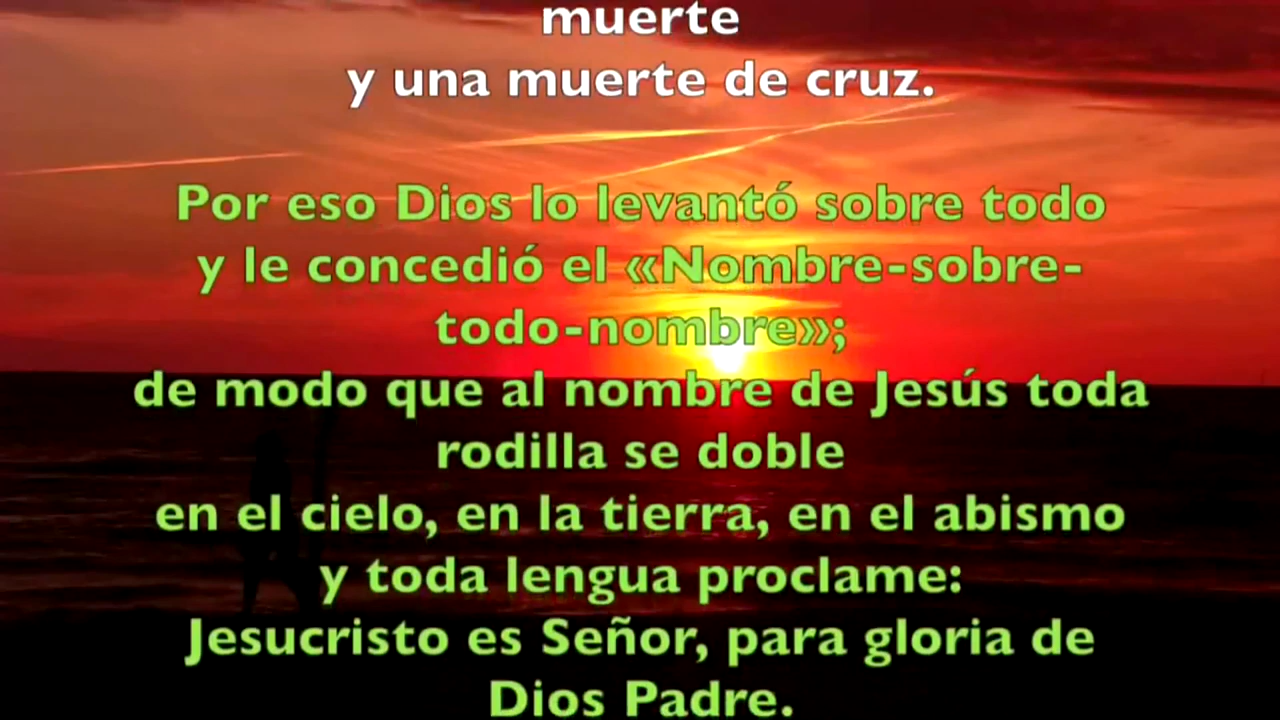 muerte
y una muerte de cruz.
Por eso Dios lo levantó sobre todo
y le concedió el «Nombre-sobre-
todo-nombre»;
de modo que al nombre de Jesús toda
rodilla se doble
en el cielo, en la tierra, en el abismo
y toda lengua proclame:
Jesucristo es Señor, para gloria de
Dios Padre.